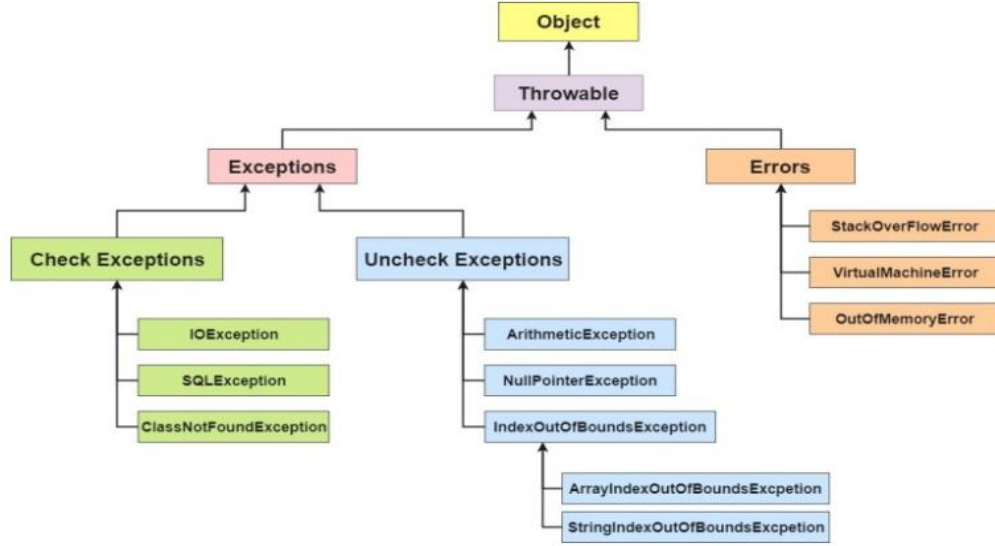 Object
Throwable
Exceptions
Errors
StackOverFlowError
Check Exceptions
Uncheck Exceptions
VirtualMachineError
OutOfMemoryError
IOException
ArithmeticException
SQLException
NullPointerException
ClassNotFoundException
IndexOutOfBoundsException
ArrayIndexOutOfBoundsExcpetion
StringIndexOutOfBoundsExcpetion